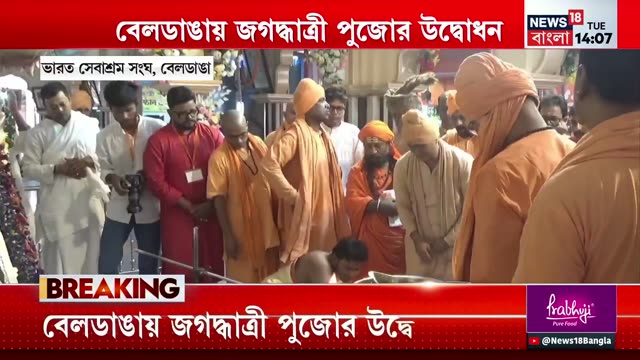 বেলডাঙায় জগদ্ধাত্রী পুজোর উদ্বোধন
NEWS 18
বাংলা
TUE
14:07
ভারত সেবাশ্রম সংঘ, বেলডাঙা
BREAKING
বেলডাঙায় জগদ্ধাত্রী পুজোর উদ্বে
Prabhuji
Pure Food
@News18Bangla